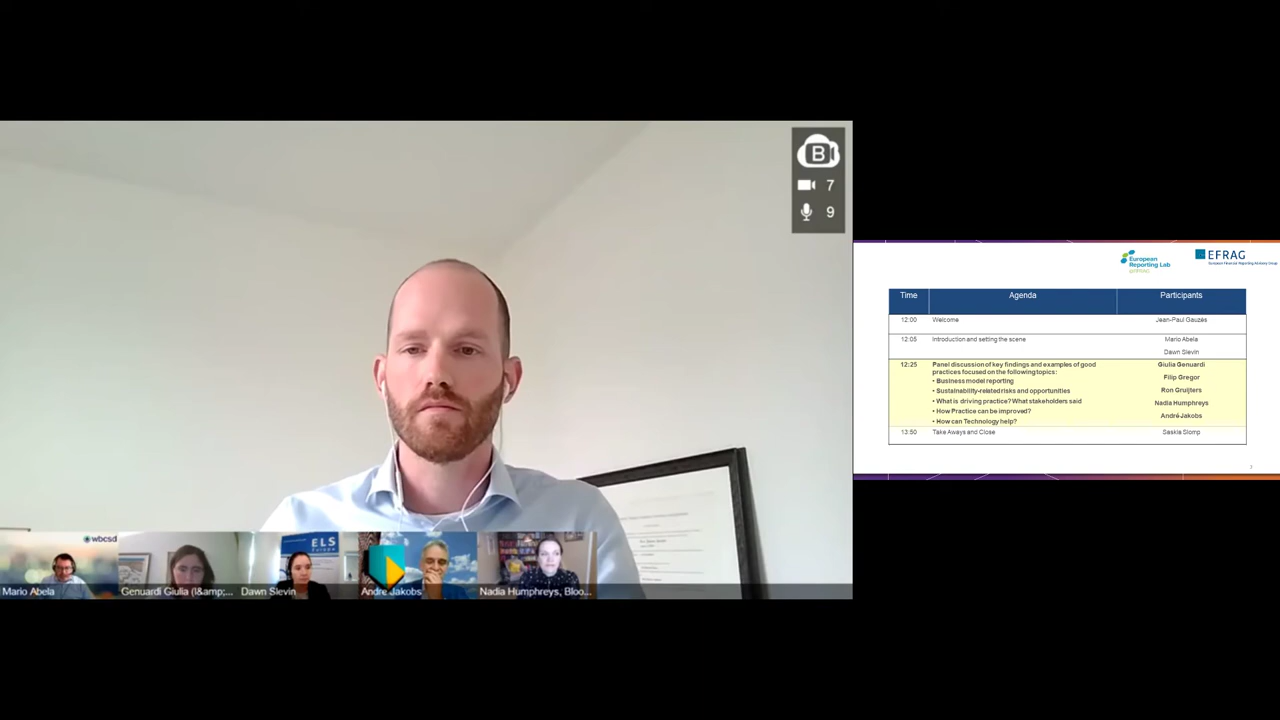 B
7
9
wbcsd
ELS
Europe
Mario Abela
Genuardi Giulia (I&amp;...
Dawn Slevin
Andre Jakobs
Nadia Humphreys, Bloo...
European
Reporting Lab
@EFRAG
EFRAG
European Financial Reporting Advisory Group
Time Agenda Participants
12:00 Welcome Jean-Paul Gauzès
12:05 Introduction and setting the scene Mario Abela
Dawn Slevin
12:25 Panel discussion of key findings and examples of good Giulia Genuardi
practices focused on the following topics:
• Business model reporting Filip Gregor
• Sustainability-related risks and opportunities Ron Gruijters
• What is driving practice? What stakeholders said Nadia Humphreys
• How Practice can be improved? André Jakobs
• How can Technology help?
13:50 Take Aways and Close Saskia Slomp